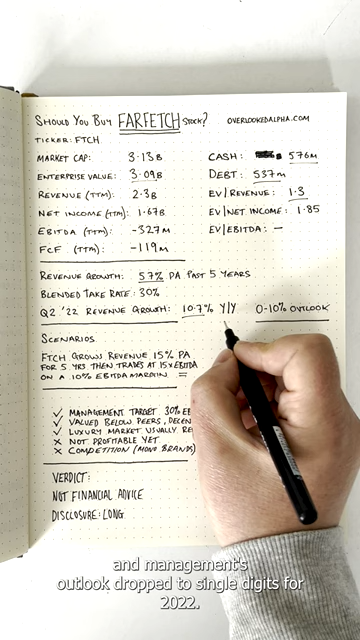 SHOULD YOU BUY FARFETCH STOCK? OVERLOOKEDALPHA.COM
TICKER: FTCH
MARKET CAP: 3.13B CASH: 576M
ENTERPRISE VALUE: 3.09B DEBT: 537M
REVENUE (TTM): 2.3B EV/REVENUE: 1.3
NET INCOME (TTM): 1.67B EV/NET INCOME: 1.85
EBITDA (TTM): -327M EV/EBITDA: —
FCF (TTM): -119M
REVENUE GROWTH: 57% PA PAST 5 YEARS
BLENDED TAKE RATE: 30%
Q2 '22 REVENUE GROWTH: 10.7% Y/Y 0-10% OUTLOOK
SCENARIOS
FTCH GROWS REVENUE 15% PA
FOR 5 YRS THEN TRADES AT 15X EBITDA
ON A 10% EBITDA MARGIN =
✓ MANAGEMENT TARGET 30% EB
✓ VALUED BELOW PEERS, DECEN
✓ LUXURY MARKET USUALLY RE
✗ NOT PROFITABLE YET
✗ COMPETITION (MONO BRANDS)
VERDICT:
NOT FINANCIAL ADVICE
DISCLOSURE: LONG
and management's
outlook dropped to single digits for
2022.